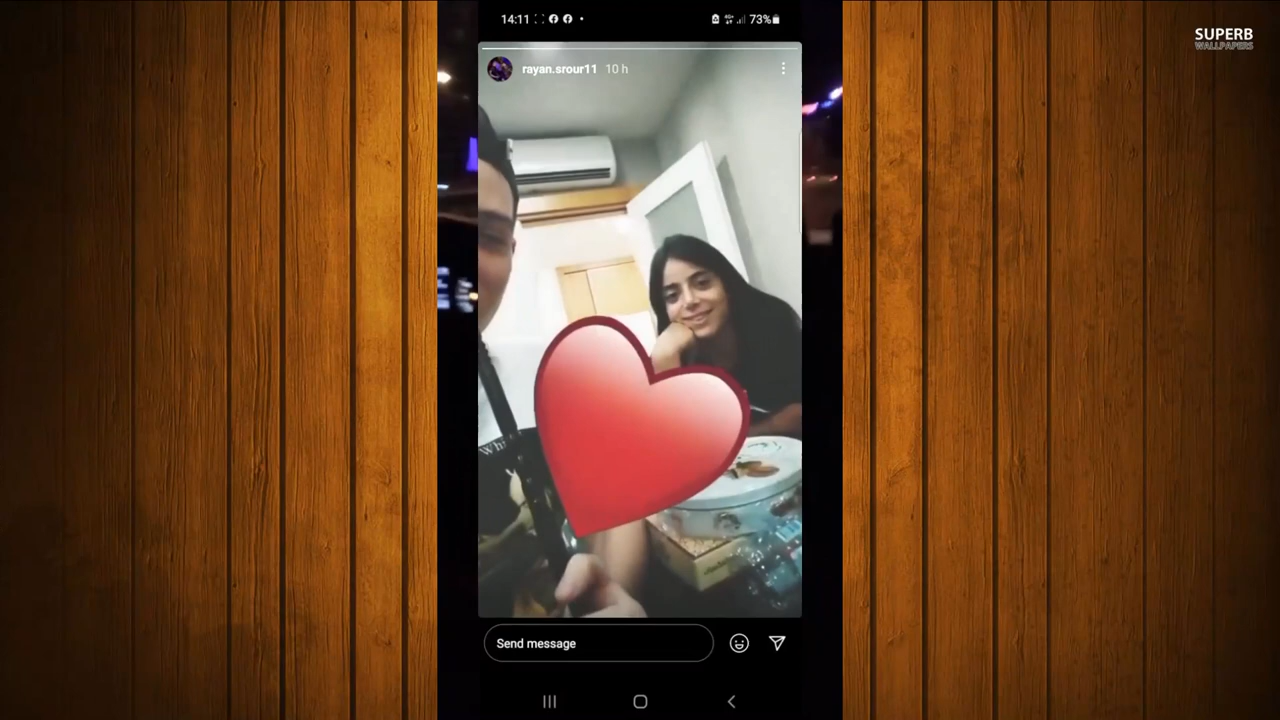 14:11
73%
SUPERB
WALLPAPERS
rayan.srour11 10 h
Send message